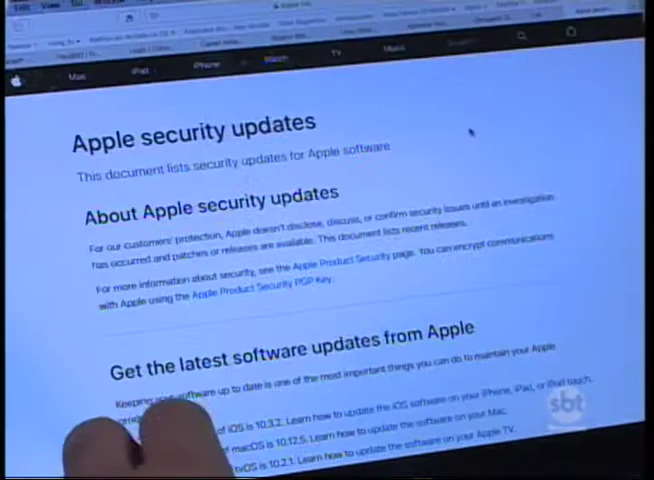 Edit View
Mac iPad iPhone Watch TV Music
Apple security updates
This document lists security updates for Apple software
About Apple security updates
For our customers' protection, Apple doesn't disclose, discuss, or confirm security issues until an investigation
has occurred and patches or releases are available. This document lists recent releases.
For more information about security, see the Apple Product Security page. You can encrypt communications
with Apple using the Apple Product Security PGP Key.
Get the latest software updates from Apple
Keeping your software up to date is one of the most important things you can do to maintain your Apple
of iOS is 10.3.2. Learn how to update the iOS software on your iPhone, iPad, or iPod touch.
of macOS is 10.12.5. Learn how to update the software on your Mac.
tvOS is 10.2.1. Learn how to update the software on your Apple TV.
sbt